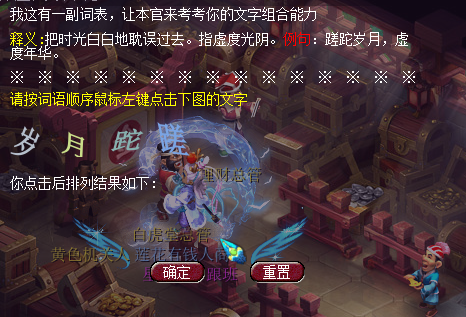 我这有一副词表，让本官来考考你的文字组合能力
释义:把时光白白地耽误过去。指虚度光阴。例句：蹉跎岁月，虚
度年华。
※ ※ ※ ※ ※ ※ ※ ※ ※ ※ ※ ※ ※ ※ ※
请按词语顺序鼠标左键点击下图的文字
岁 月 跎 蹉
你点击后排列结果如下：
理财总管
白虎堂总管
黄色机关人 莲花有钱人商
确定 跟班 重置